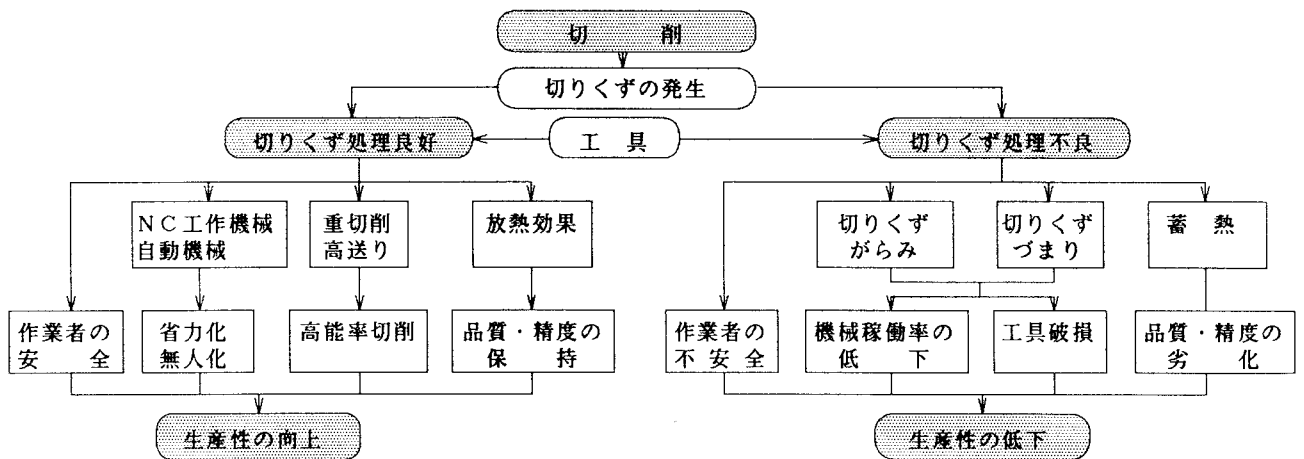 切　　削
切りくずの発生
切りくず処理良好
工　具
切りくず処理不良
NC工作機械
自動機械
重切削
高送り
放熱効果
切りくず
がらみ
切りくず
づまり
蓄　熱
作業者の
安　　全
省力化
無人化
高能率切削
品質・精度の
保　　持
作業者の
不 安 全
機械稼働率の
低　　下
工具破損
品質・精度の
劣　　化
生産性の向上
生産性の低下